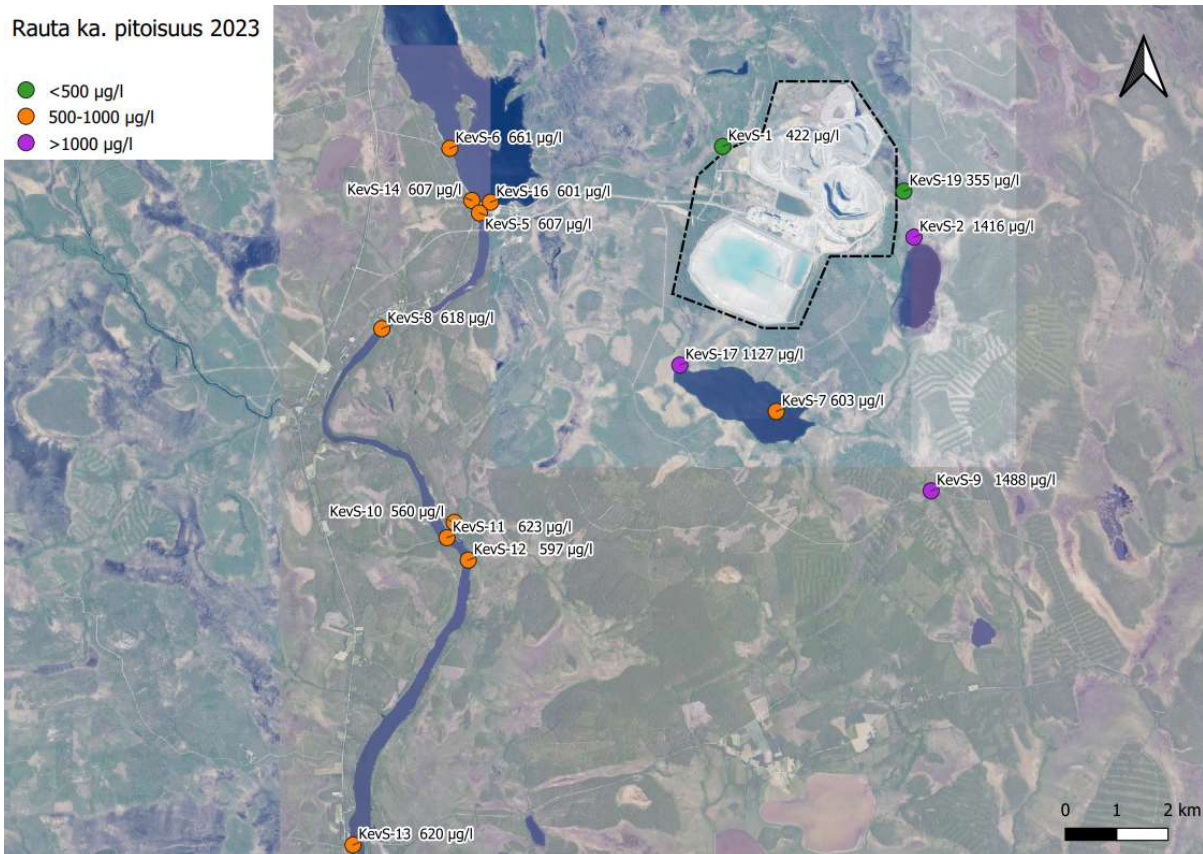 Rauta ka. pitoisuus 2023
<500 µg/l
500-1000 µg/l
>1000 µg/l
KevS-6 661 µg/l
KevS-1 422 µg/l
KevS-14 607 µg/l
KevS-16 601 µg/l
KevS-19 355 µg/l
KevS-5 607 µg/l
KevS-2 1416 µg/l
KevS-8 618 µg/l
KevS-17 1127 µg/l
KevS-7 603 µg/l
KevS-9 1488 µg/l
KevS-10 560 µg/l
KevS-11 623 µg/l
KevS-12 597 µg/l
KevS-13 620 µg/l
0 1 2 km